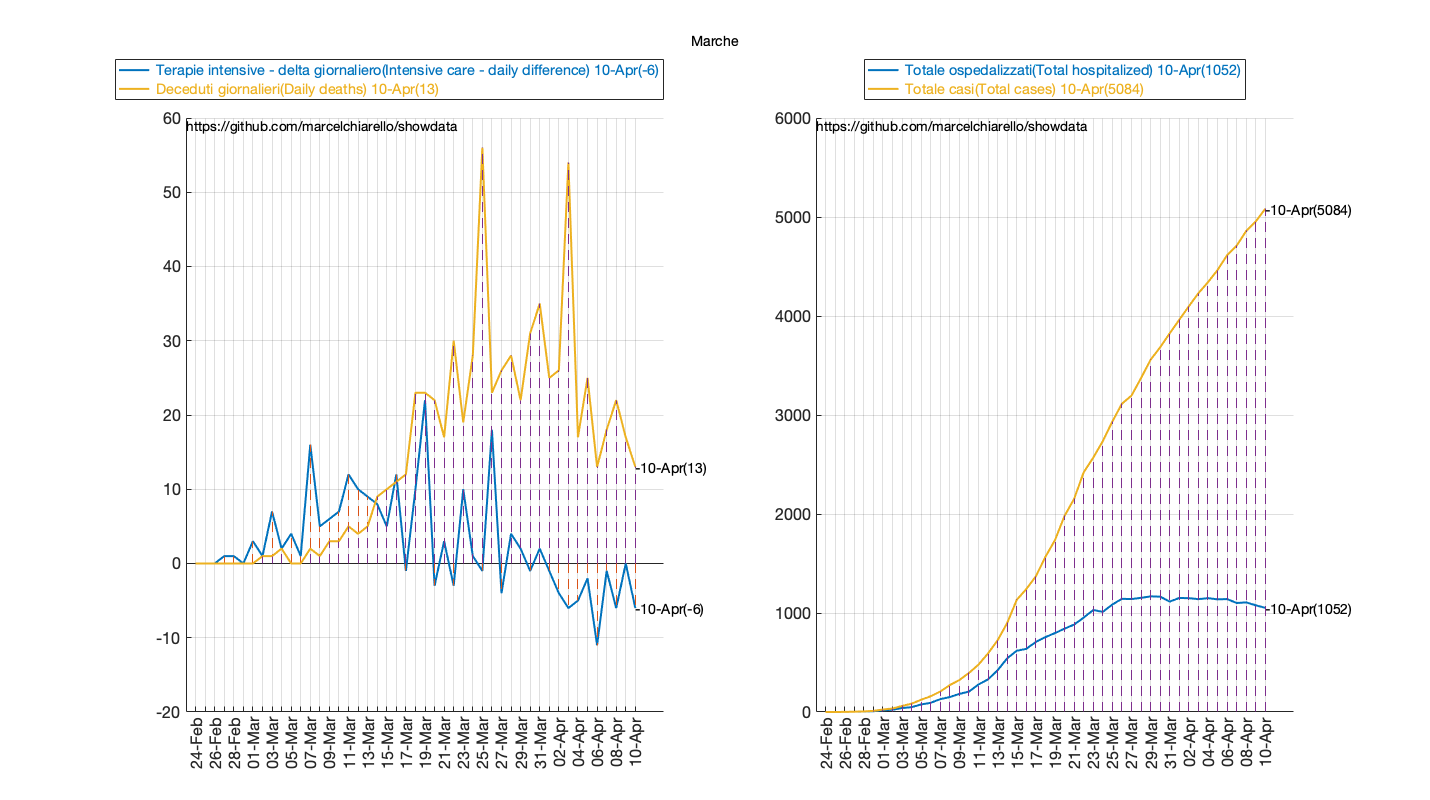 Marche
Terapie intensive - delta giornaliero(Intensive care - daily difference) 10-Apr(-6)
Deceduti giornalieri(Daily deaths) 10-Apr(13)
https://github.com/marcelchiarello/showdata
60
50
40
30
20
10
0
-10
-20
10-Apr(13)
10-Apr(-6)
24-Feb
26-Feb
28-Feb
01-Mar
03-Mar
05-Mar
07-Mar
09-Mar
11-Mar
13-Mar
15-Mar
17-Mar
19-Mar
21-Mar
23-Mar
25-Mar
27-Mar
29-Mar
31-Mar
02-Apr
04-Apr
06-Apr
08-Apr
10-Apr
Totale ospedalizzati(Total hospitalized) 10-Apr(1052)
Totale casi(Total cases) 10-Apr(5084)
https://github.com/marcelchiarello/showdata
6000
5000
4000
3000
2000
1000
0
10-Apr(5084)
10-Apr(1052)
24-Feb
26-Feb
28-Feb
01-Mar
03-Mar
05-Mar
07-Mar
09-Mar
11-Mar
13-Mar
15-Mar
17-Mar
19-Mar
21-Mar
23-Mar
25-Mar
27-Mar
29-Mar
31-Mar
02-Apr
04-Apr
06-Apr
08-Apr
10-Apr